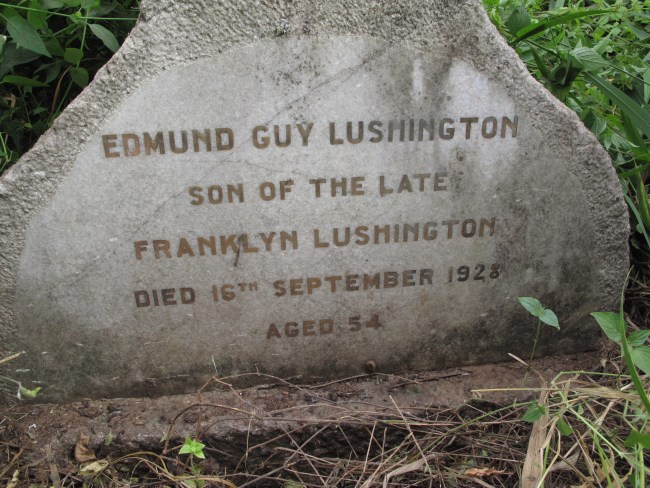 EDMUND GUY LUSHINGTON
SON OF THE LATE
FRANKLYN LUSHINGTON
DIED 16TH SEPTEMBER 1928
AGED 54